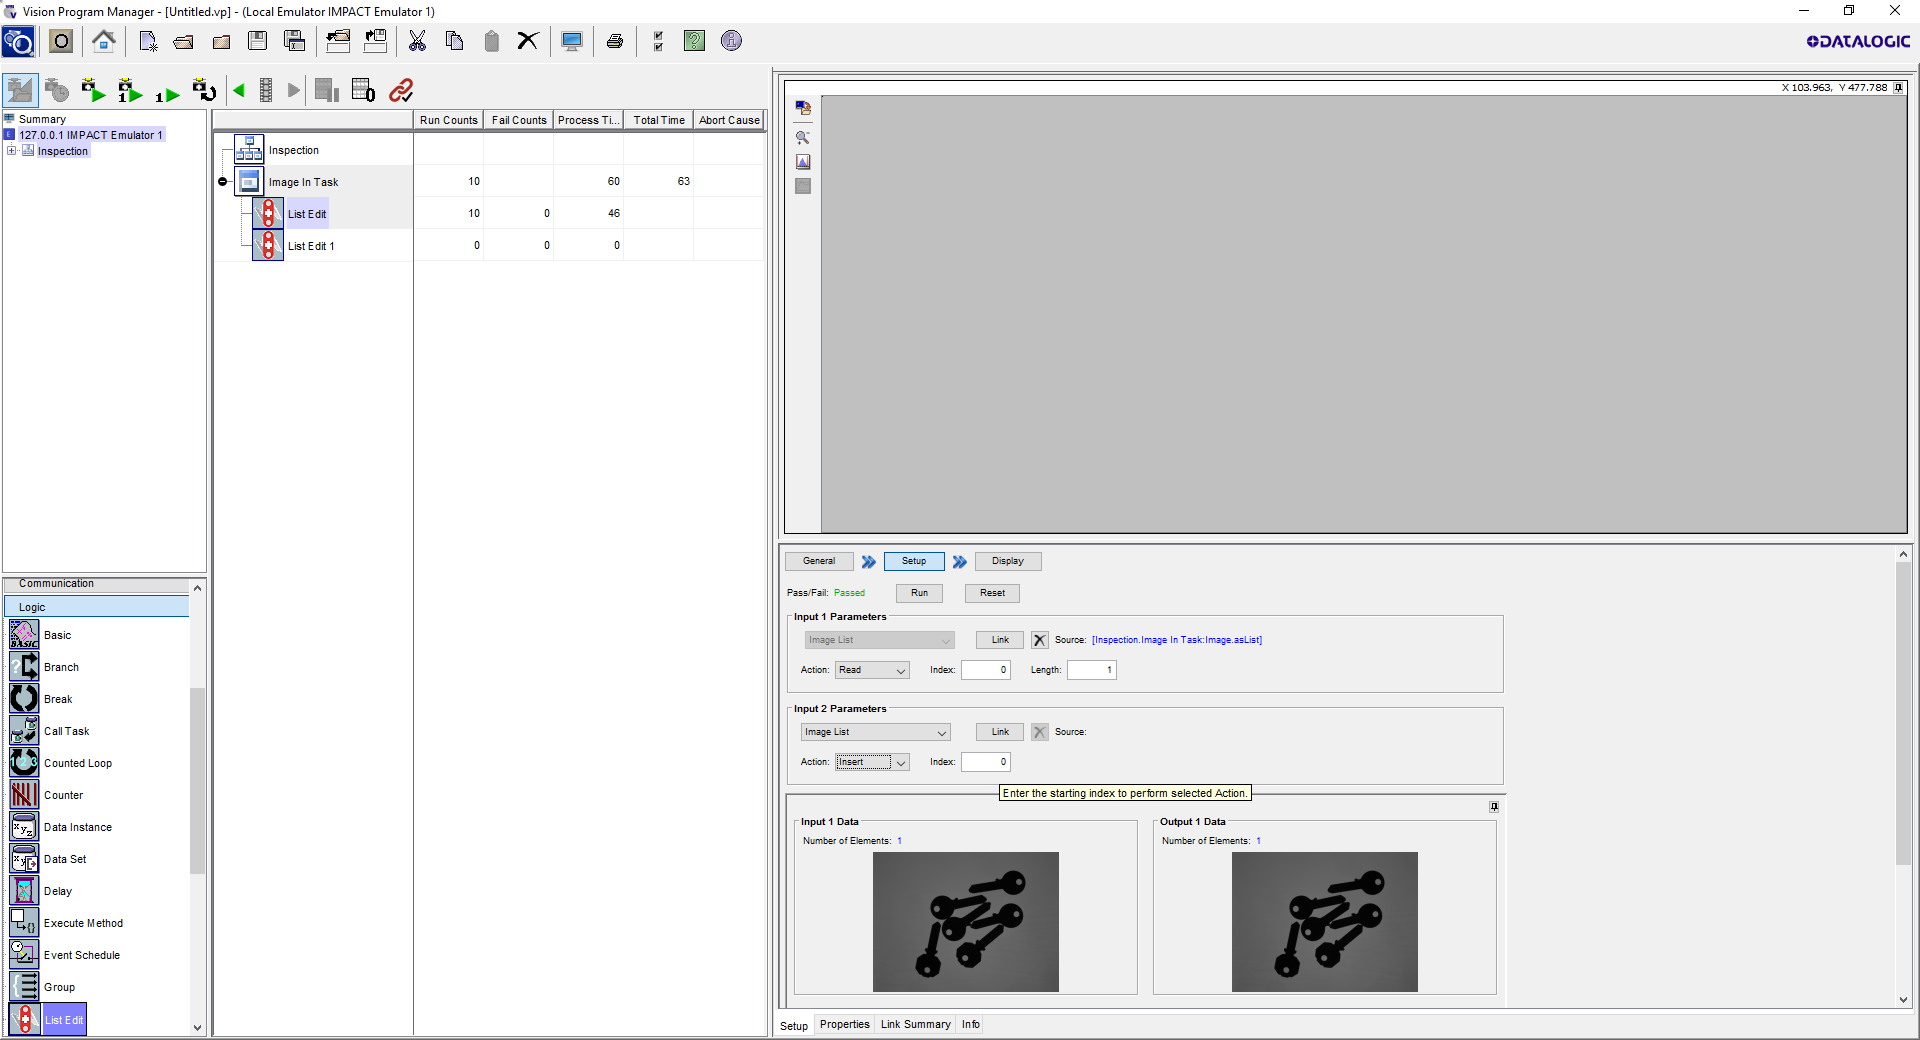 Vision Program Manager - [Untitled.vp] - (Local Emulator IMPACT Emulator 1)
DATALOGIC
Summary
127.0.0.1 IMPACT Emulator 1
Inspection
Run Counts Fail Counts Process Ti... Total Time Abort Cause
Inspection
Image In Task 10 60 63
List Edit 10 0 46
List Edit 1 0 0 0
Communication
Logic
Basic
Branch
Break
Call Task
Counted Loop
Counter
Data Instance
Data Set
Delay
Execute Method
Event Schedule
Group
List Edit
X 103.963, Y 477.788
General Setup Display
Pass/Fail: Passed Run Reset
Input 1 Parameters
Image List Link Source: [Inspection.Image In Task:Image.asList]
Action: Read Index: 0 Length: 1
Input 2 Parameters
Image List Link Source:
Action: Insert Index: 0
Enter the starting index to perform selected Action.
Input 1 Data
Number of Elements: 1
Output 1 Data
Number of Elements: 1
Setup Properties Link Summary Info